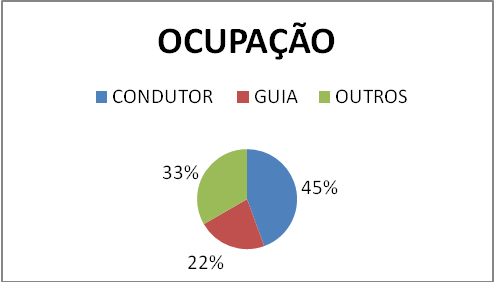 OCUPAÇÃO
CONDUTOR GUIA OUTROS
33%
45%
22%